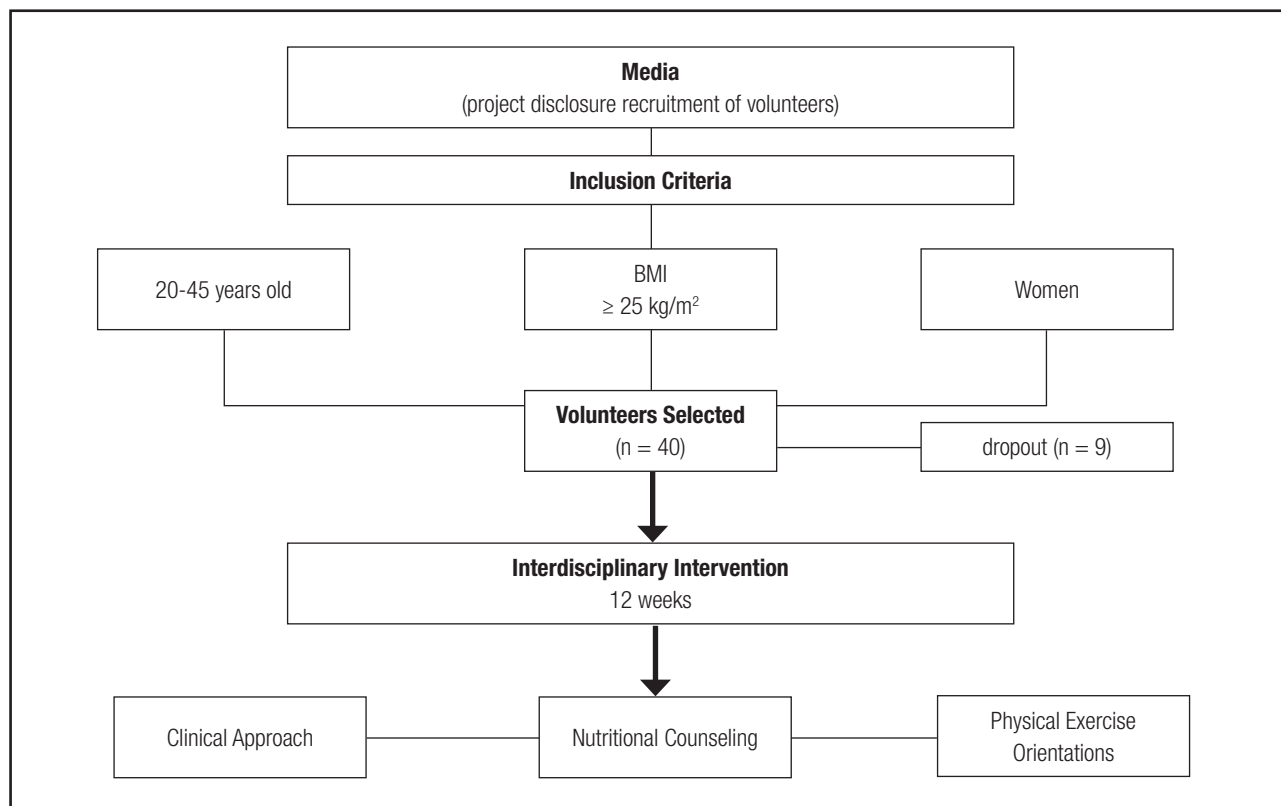 Media
(project disclosure recruitment of volunteers)
Inclusion Criteria
20-45 years old
BMI
≥ 25 kg/m²
Women
Volunteers Selected
(n = 40)
dropout (n = 9)
Interdisciplinary Intervention
12 weeks
Clinical Approach
Nutritional Counseling
Physical Exercise
Orientations